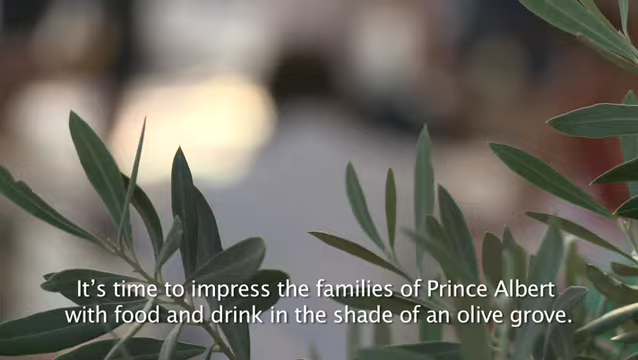 It's time to impress the families of Prince Albert
with food and drink in the shade of an olive grove.